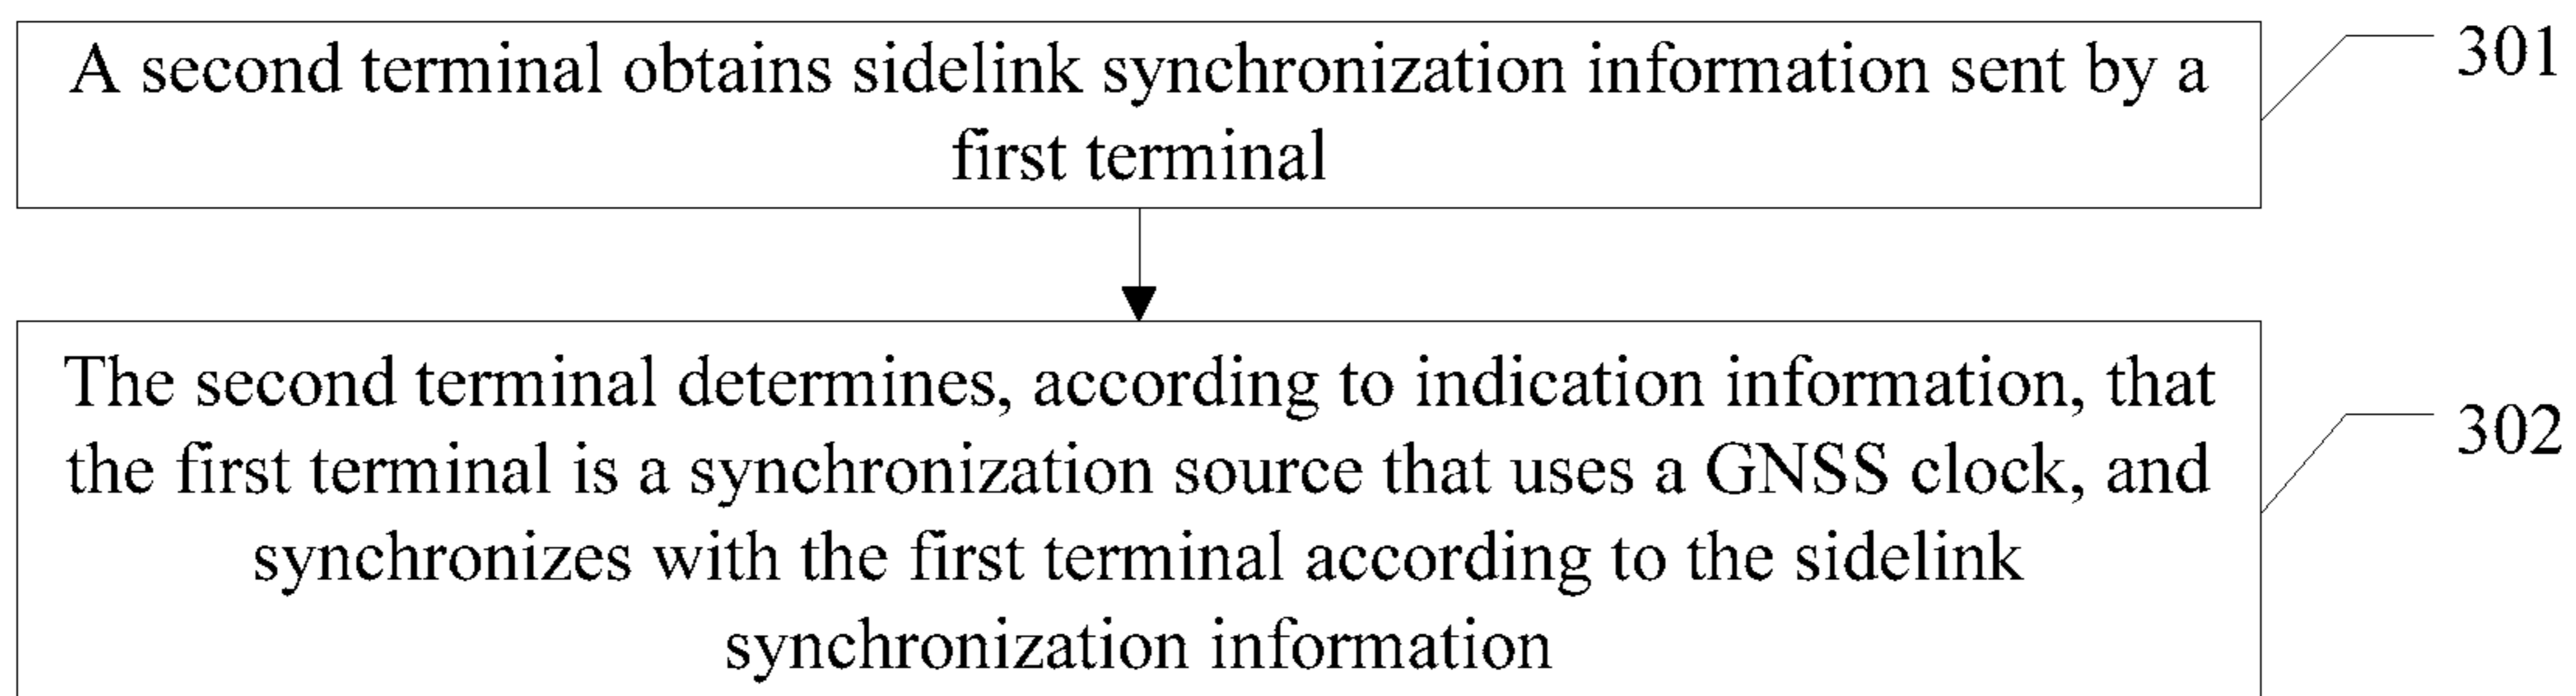 A second terminal obtains sidelink synchronization information sent by a
first terminal
301
The second terminal determines, according to indication information, that
the first terminal is a synchronization source that uses a GNSS clock, and
synchronizes with the first terminal according to the sidelink
synchronization information
302